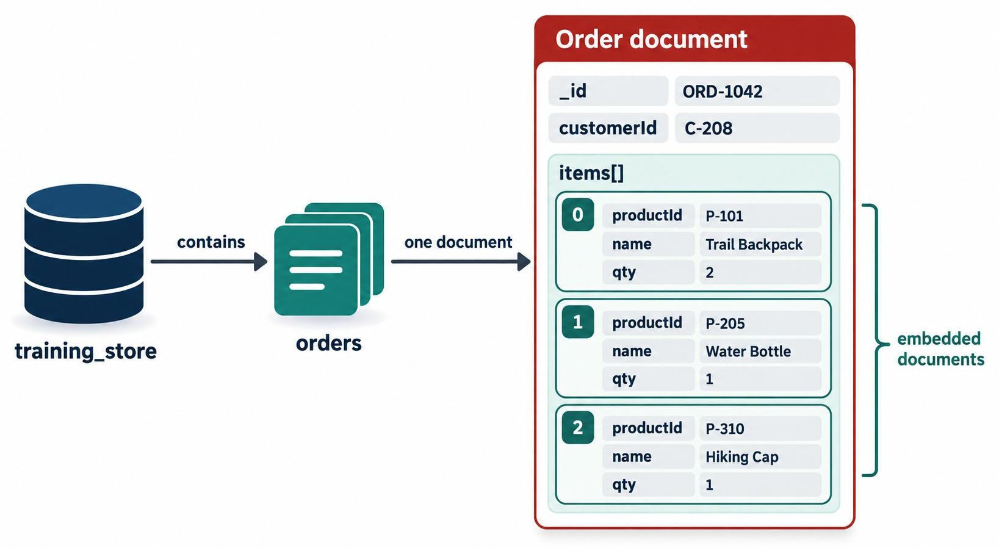 training_store
contains
orders
one document
Order document
_id ORD-1042
customerId C-208
items[]
0
productId P-101
name Trail Backpack
qty 2
1
productId P-205
name Water Bottle
qty 1
2
productId P-310
name Hiking Cap
qty 1
embedded
documents